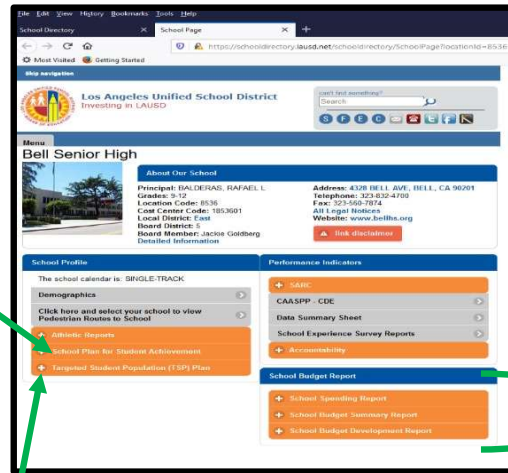 File Edit View History Bookmarks Tools Help
School Directory
School Page
https://schooldirectory.lausd.net/schooldirectory/SchoolPage?locationId=8536
Most Visited Getting Started
Skip navigation
Los Angeles Unified School District
Investing in LAUSD
can't find something?
Search
S F E C
Menu
Bell Senior High
About Our School
Principal: BALDERAS, RAFAEL L
Grades: 9-12
Location Code: 8536
Cost Center Code: 1853601
Local District: East
Board District: 5
Board Member: Jackie Goldberg
Detailed Information
Address: 4328 BELL AVE, BELL, CA 90201
Telephone: 323-832-4700
Fax: 323-560-7874
All Legal Notices
Website: www.bellhs.org
link disclaimer
School Profile
The school calendar is: SINGLE-TRACK
Demographics
Click here and select your school to view
Pedestrian Routes to School
Athletic Reports
School Plan for Student Achievement
Targeted Student Population (TSP) Plan
Performance Indicators
SARC
CAASPP - CDE
Data Summary Sheet
School Experience Survey Reports
Accountability
School Budget Report
School Spending Report
School Budget Summary Report
School Budget Development Report